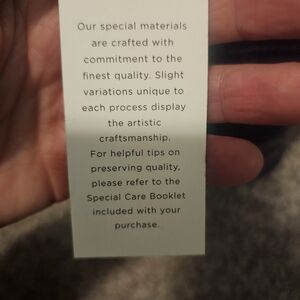 Our special materials
are crafted with
commitment to the
finest quality. Slight
variations unique to
each process display
the artistic
craftsmanship.
For helpful tips on
preserving quality,
please refer to the
Special Care Booklet
included with your
purchase.